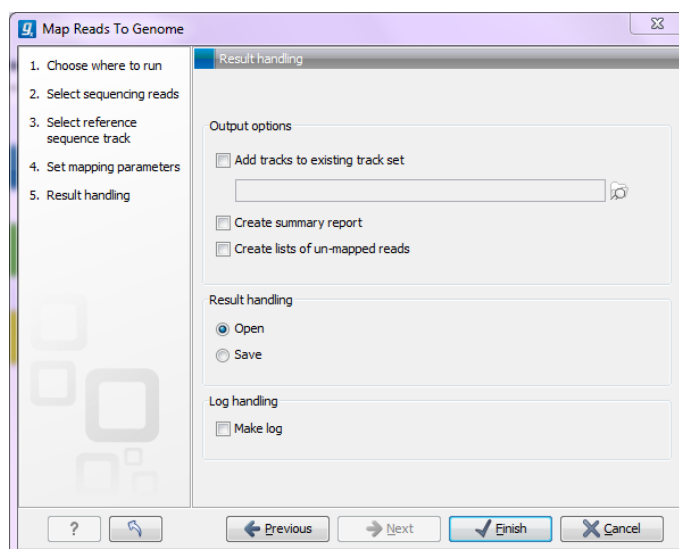 Map Reads To Genome
1. Choose where to run
2. Select sequencing reads
3. Select reference
sequence track
4. Set mapping parameters
5. Result handling
Result handling
Output options
Add tracks to existing track set
Create summary report
Create lists of un-mapped reads
Result handling
Open
Save
Log handling
Make log
?
Previous
Next
Finish
Cancel